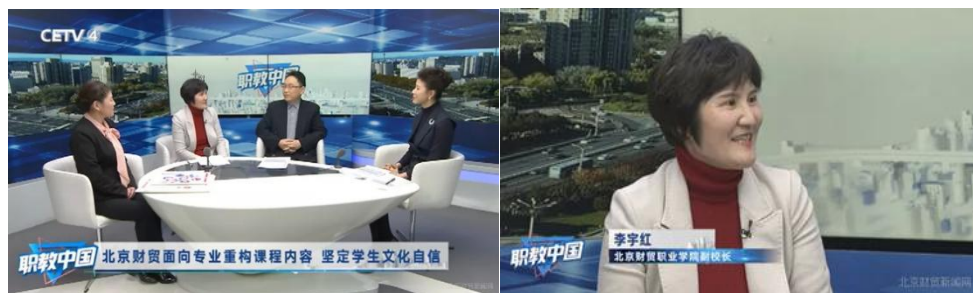 CETV 4
职教中国
职教中国
北京财贸面向专业重构课程内容 坚定学生文化自信
李宇红
北京财贸职业学院副校长
职教中国
北京财贸新闻网